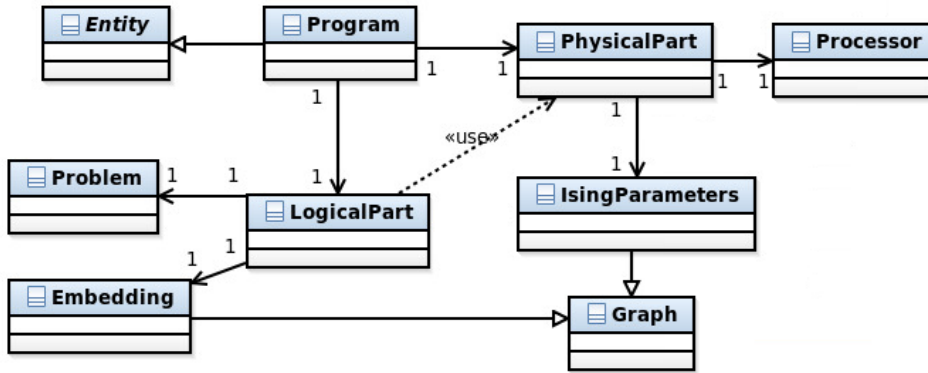 Entity
Program
PhysicalPart
Processor
1
1
1
1
1
1
«use»
1
1
Problem
1
1
LogicalPart
IsingParameters
1
1
Embedding
Graph